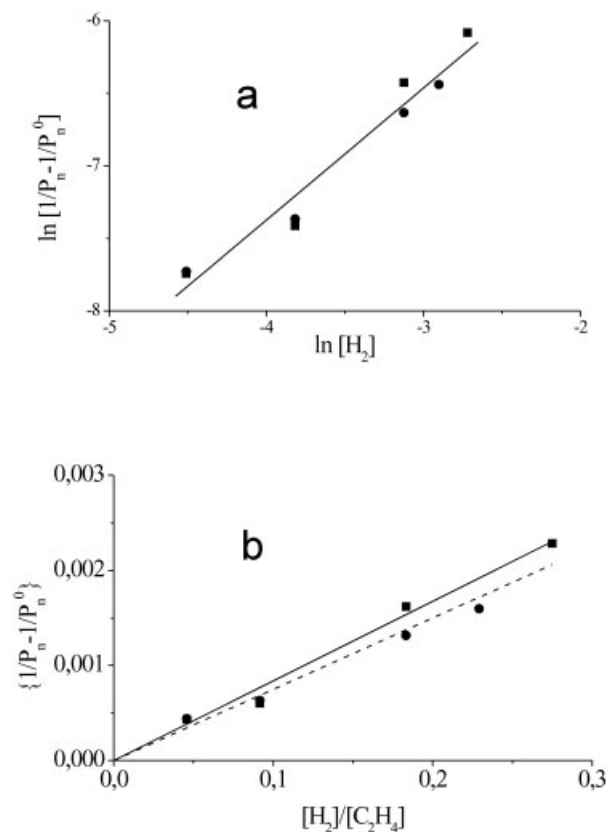 -6
a
-7
-8
ln [1/Pn-1/Pn0]
-5 -4 -3 -2
ln [H2]
0,003
b
0,002
0,001
0,000
{1/Pn-1/Pn0}
0,0 0,1 0,2 0,3
[H2]/[C2H4]